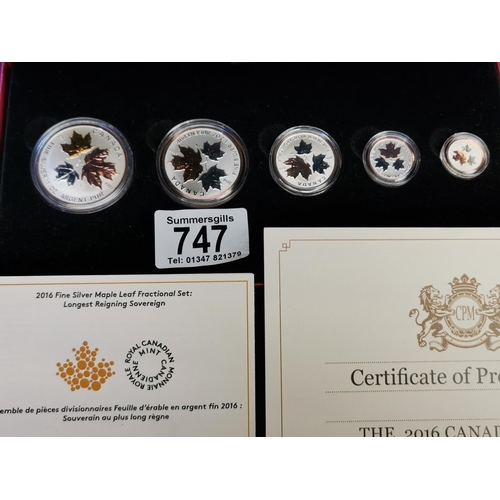 CANADA
CANADA
Summersgills
747
Tel: 01347 821379
2016 Fine Silver Maple Leaf Fractional Set:
Longest Reigning Sovereign
ROYAL CANADIAN MINT
MONNAIE ROYALE CANADIENNE
emble de pièces divisionnaires Feuille d'érable en argent fin 2016 :
Souverain au plus long règne
CPM
Certificate of Pro
THE 2016 CANAD